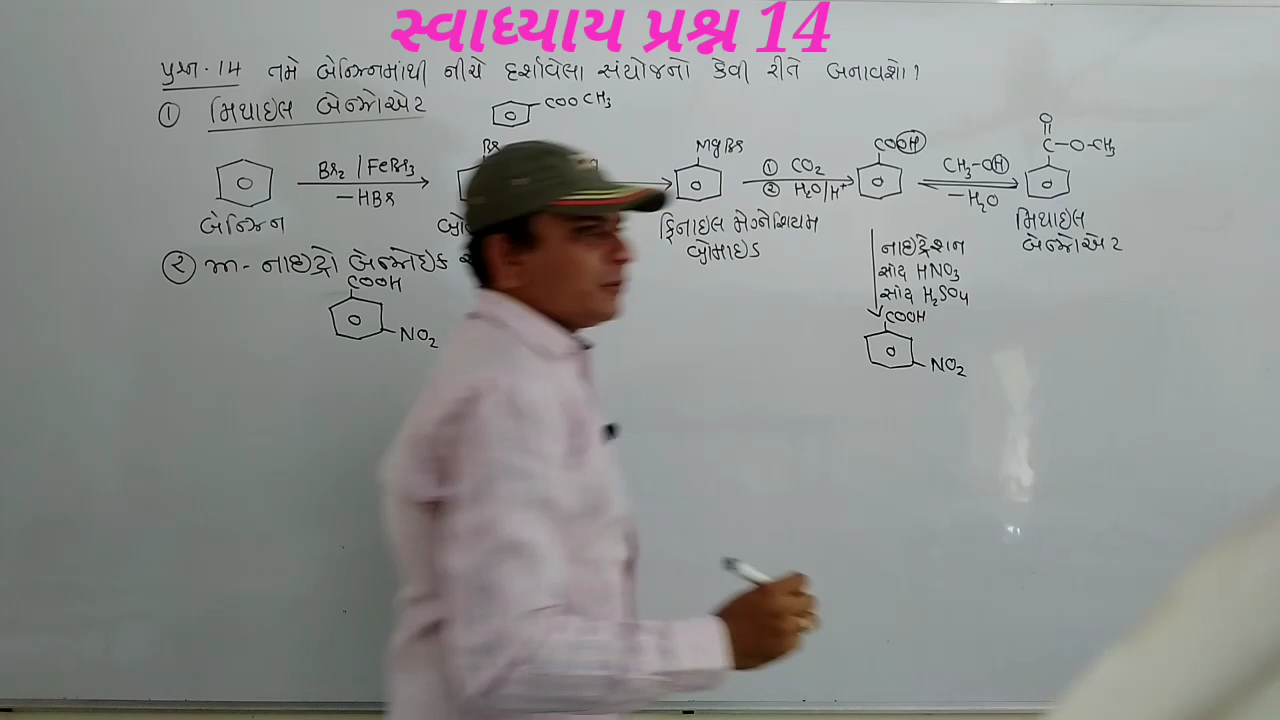 સ્વાધ્યાય પ્રશ્ન 14
પ્રશ્ન.14 તમે બેન્ઝિનમાંથી નીચે દર્શાવેલા સંયોજનો કેવી રીતે બનાવશો?
① મિથાઇલ બેન્ઝોએટ COOCH3
Br2 / FeBr3
-HBr
Br
MgBr
① CO2
② H2O/H+
COOH
CH3-OH
-H2O
O
C-O-CH3
બેન્ઝિન
ફિનાઇલ મેગ્નેશિયમ
બ્રોમાઇડ
મિથાઇલ
બેન્ઝોએટ
② m- નાઇટ્રો બેન્ઝોઇક
COOH
NO2
નાઇટ્રેશન
સાંદ્ર HNO3
સાંદ્ર H2SO4
COOH
NO2